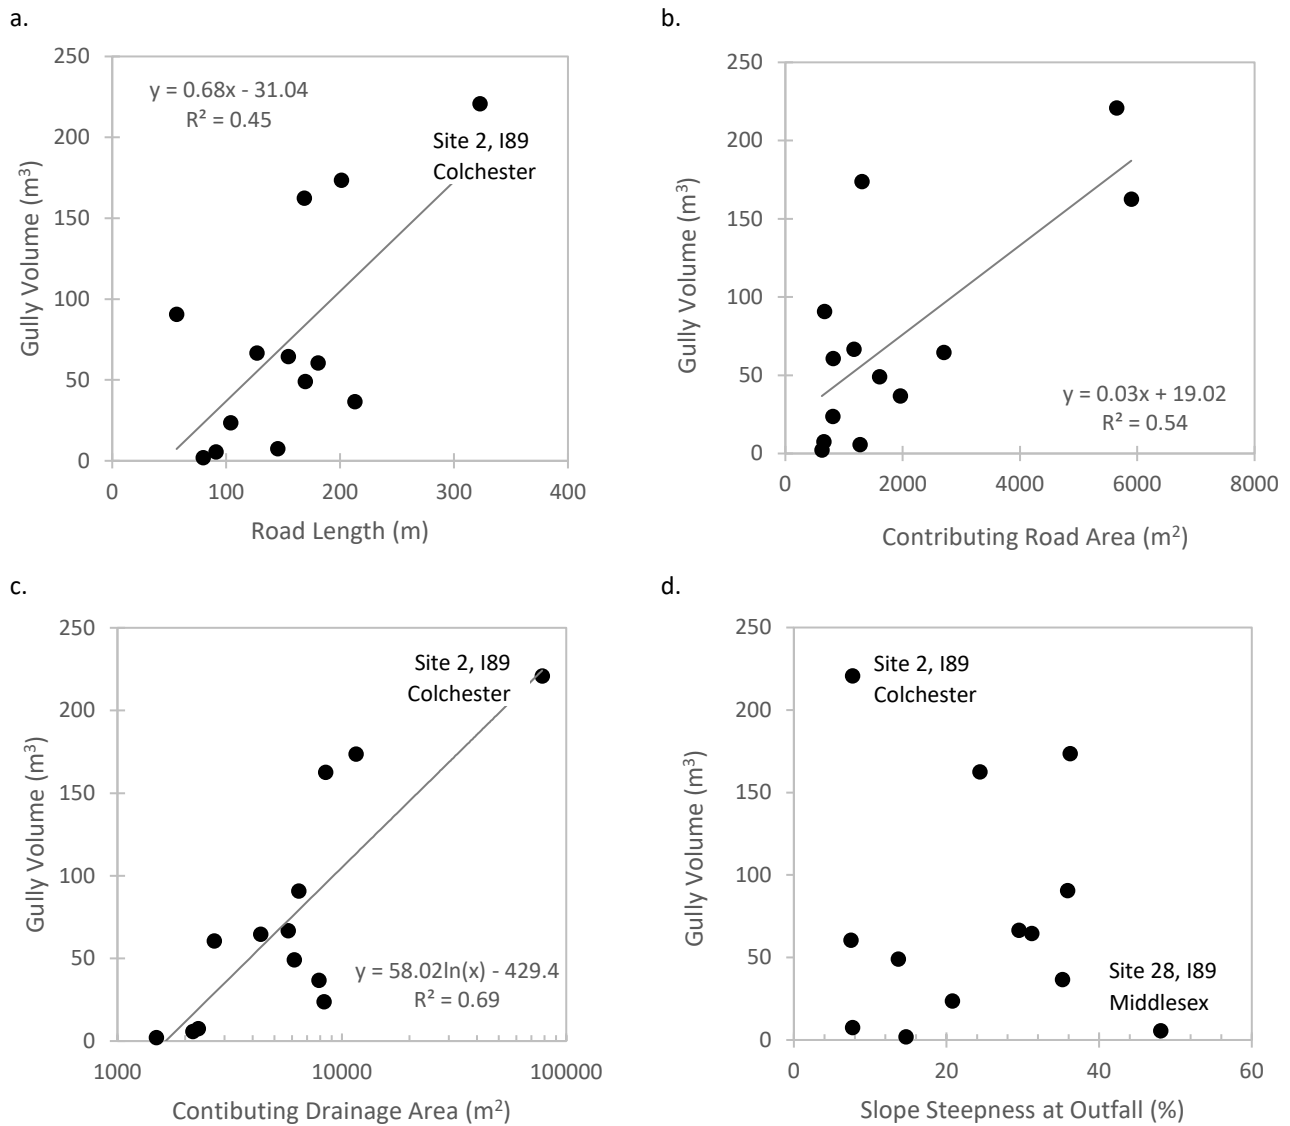 a.
250
200
150
100
50
0
y = 0.68x - 31.04
R² = 0.45
Site 2, I89
Colchester
0 100 200 300 400
Gully Volume (m³)
Road Length (m)
b.
250
200
150
100
50
0
y = 0.03x + 19.02
R² = 0.54
0 2000 4000 6000 8000
Gully Volume (m³)
Contributing Road Area (m²)
c.
250
200
150
100
50
0
Site 2, I89
Colchester
y = 58.02ln(x) - 429.4
R² = 0.69
1000 10000 100000
Gully Volume (m³)
Contibuting Drainage Area (m²)
d.
250
200
150
100
50
0
Site 2, I89
Colchester
Site 28, I89
Middlesex
0 20 40 60
Gully Volume (m³)
Slope Steepness at Outfall (%)